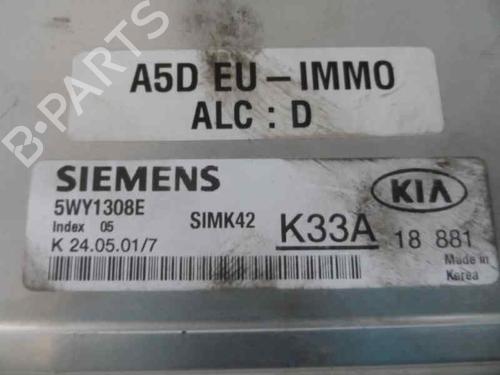 A5D EU - IMMO
ALC : D
SIEMENS
5WY1308E
Index 05
SIMK42
K 24.05.01/7
KIA
K33A 18 881
Made in
Korea
B-Parts